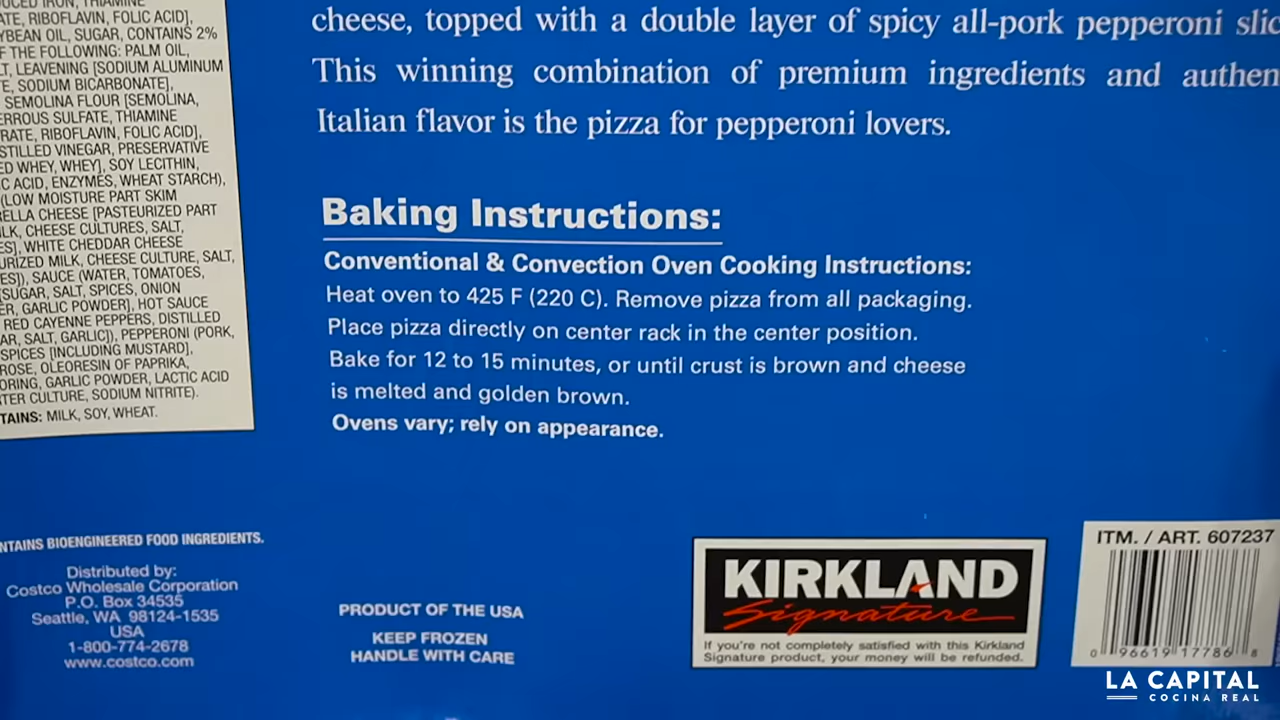 ATE, RIBOFLAVIN, FOLIC ACID],
YBEAN OIL, SUGAR, CONTAINS 2%
F THE FOLLOWING: PALM OIL,
LT, LEAVENING [SODIUM ALUMINUM
TE, SODIUM BICARBONATE],
SEMOLINA FLOUR [SEMOLINA,
ERROUS SULFATE, THIAMINE
RATE, RIBOFLAVIN, FOLIC ACID],
STILLED VINEGAR, PRESERVATIVE
ED WHEY, WHEY], SOY LECITHIN,
C ACID, ENZYMES, WHEAT STARCH),
(LOW MOISTURE PART SKIM
RELLA CHEESE [PASTEURIZED PART
ILK, CHEESE CULTURES, SALT,
ES], WHITE CHEDDAR CHEESE
URIZED MILK, CHEESE CULTURE, SALT,
ES]), SAUCE (WATER, TOMATOES,
[SUGAR, SALT, SPICES, ONION
ER, GARLIC POWDER], HOT SAUCE
RED CAYENNE PEPPERS, DISTILLED
AR, SALT, GARLIC]), PEPPERONI (PORK,
SPICES [INCLUDING MUSTARD],
ROSE, OLEORESIN OF PAPRIKA,
ORING, GARLIC POWDER, LACTIC ACID
TER CULTURE, SODIUM NITRITE).
TAINS: MILK, SOY, WHEAT.
cheese, topped with a double layer of spicy all-pork pepperoni slic
This winning combination of premium ingredients and authen
Italian flavor is the pizza for pepperoni lovers.
Baking Instructions:
Conventional & Convection Oven Cooking Instructions:
Heat oven to 425 F (220 C). Remove pizza from all packaging.
Place pizza directly on center rack in the center position.
Bake for 12 to 15 minutes, or until crust is brown and cheese
is melted and golden brown.
Ovens vary; rely on appearance.
NTAINS BIOENGINEERED FOOD INGREDIENTS.
Distributed by:
Costco Wholesale Corporation
P.O. Box 34535
Seattle, WA 98124-1535
USA
1-800-774-2678
www.costco.com
PRODUCT OF THE USA
KEEP FROZEN
HANDLE WITH CARE
KIRKLAND
Signature
If you're not completely satisfied with this Kirkland
Signature product, your money will be refunded.
ITM. / ART. 607237
0 96619 17786 8
LA CAPITAL
COCINA REAL